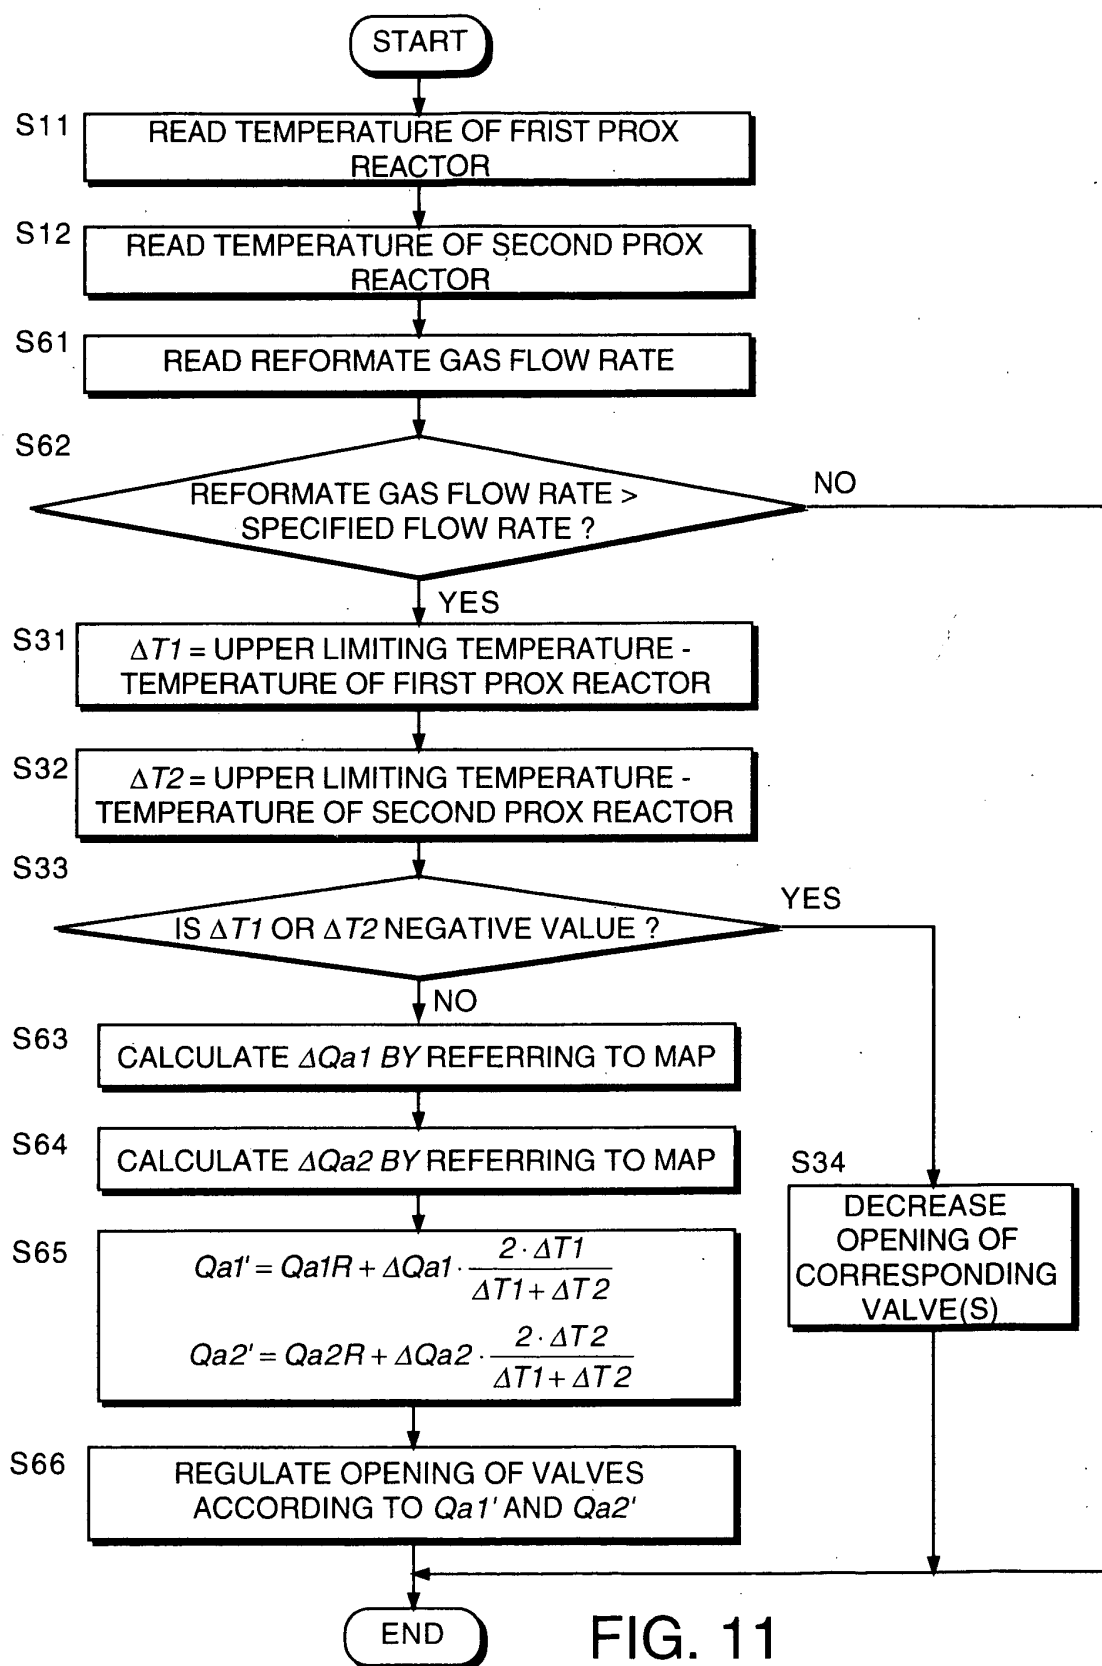 START
S11
READ TEMPERATURE OF FRIST PROX
REACTOR
S12
READ TEMPERATURE OF SECOND PROX
REACTOR
S61
READ REFORMATE GAS FLOW RATE
S62
REFORMATE GAS FLOW RATE >
SPECIFIED FLOW RATE ?
NO
YES
S31
ΔT1 = UPPER LIMITING TEMPERATURE -
TEMPERATURE OF FIRST PROX REACTOR
S32
ΔT2 = UPPER LIMITING TEMPERATURE -
TEMPERATURE OF SECOND PROX REACTOR
S33
IS ΔT1 OR ΔT2 NEGATIVE VALUE ?
YES
NO
S63
CALCULATE ΔQa1 BY REFERRING TO MAP
S64
CALCULATE ΔQa2 BY REFERRING TO MAP
S34
DECREASE
OPENING OF
CORRESPONDING
VALVE(S)
S65
Qa1' = Qa1R + ΔQa1 · 2 · ΔT1 / ΔT1 + ΔT2
Qa2' = Qa2R + ΔQa2 · 2 · ΔT2 / ΔT1 + ΔT2
S66
REGULATE OPENING OF VALVES
ACCORDING TO Qa1' AND Qa2'
END
FIG. 11